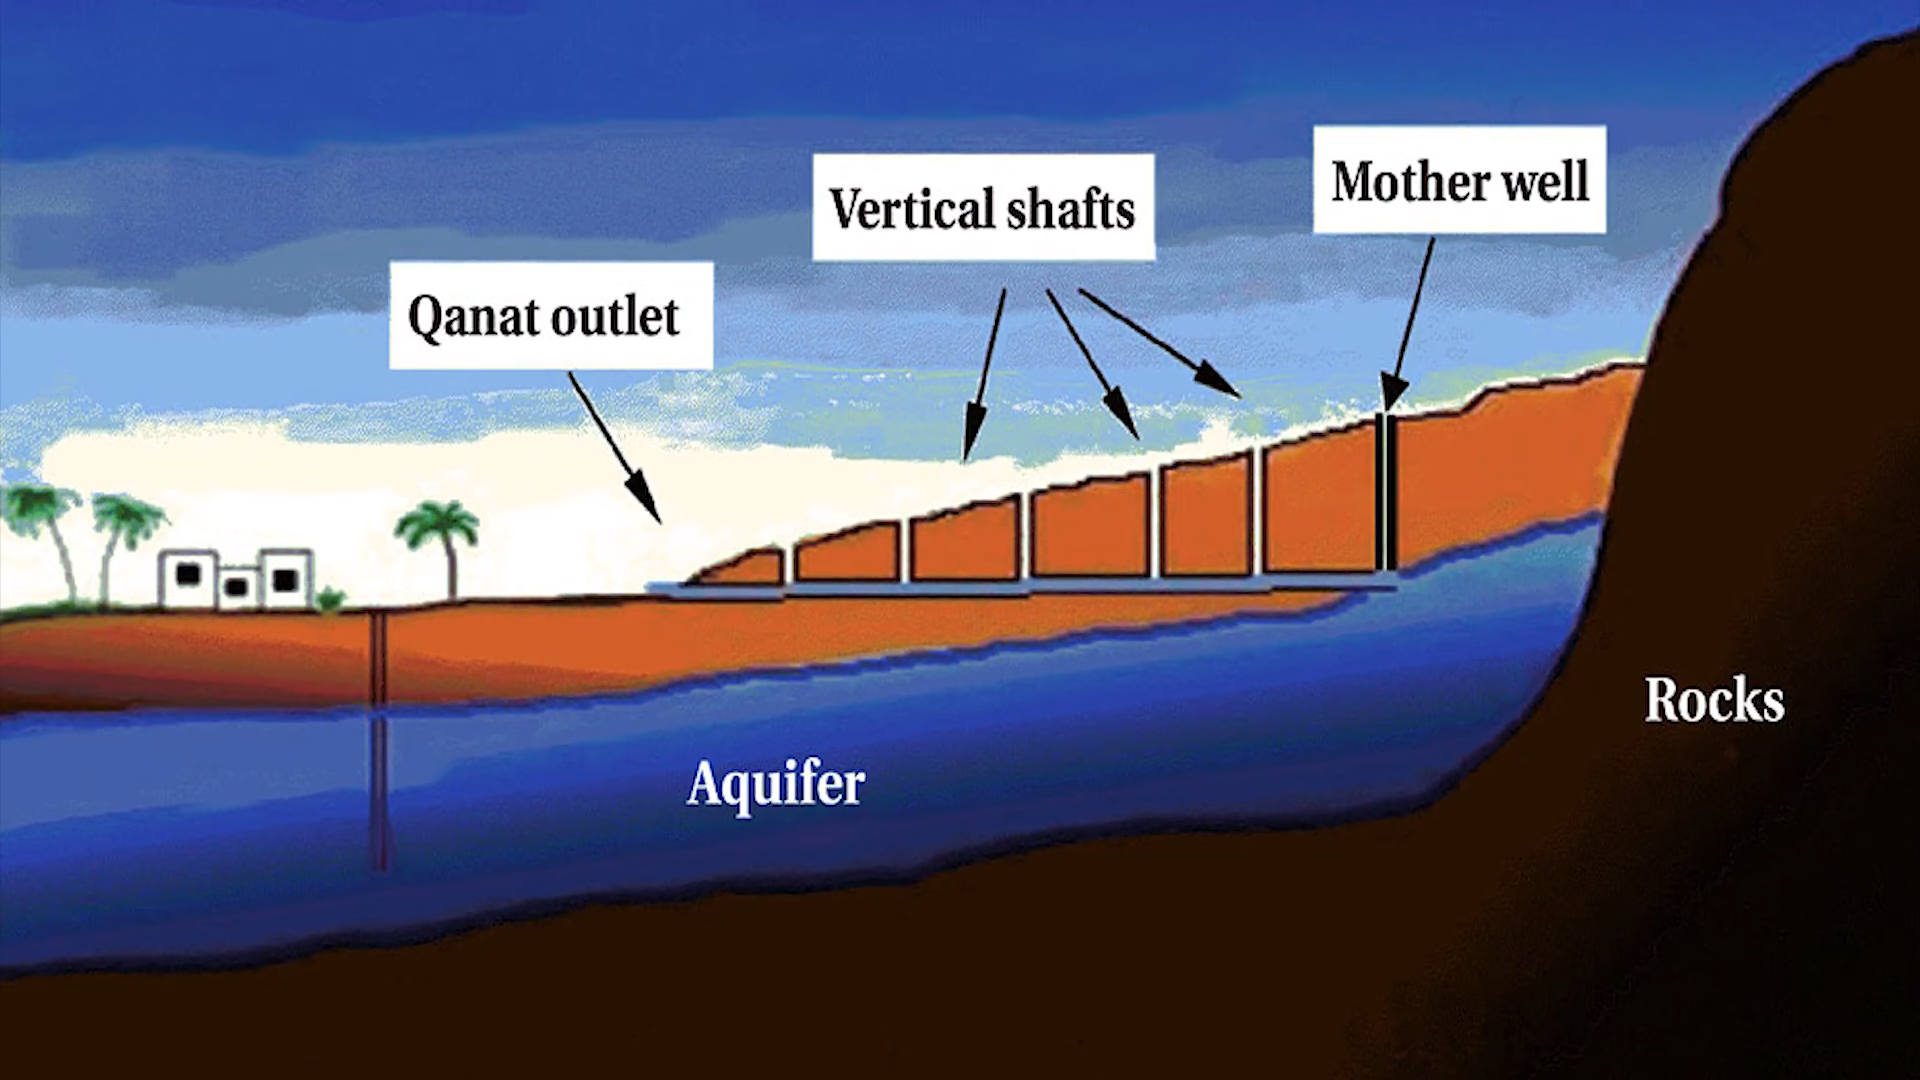 Mother well
Vertical shafts
Qanat outlet
Rocks
Aquifer